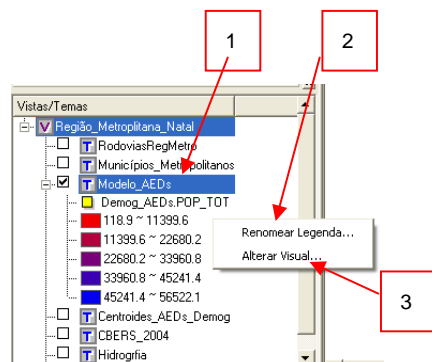 1
2
Vistas/Temas
V Região_Metroplitana_Natal
T RodoviasRegMetro
T Municípios_Metropolitanos
T Modelo_AEDs
Demog_AEDs.POP_TOT
118.9 ~ 11399.6
Renomear Legenda...
11399.6 ~ 22680.2
22680.2 ~ 33960.8
Alterar Visual...
33960.8 ~ 45241.4
45241.4 ~ 56522.1
3
T Centroides_AEDs_Demog
T CBERS_2004
T Hidrogrfia